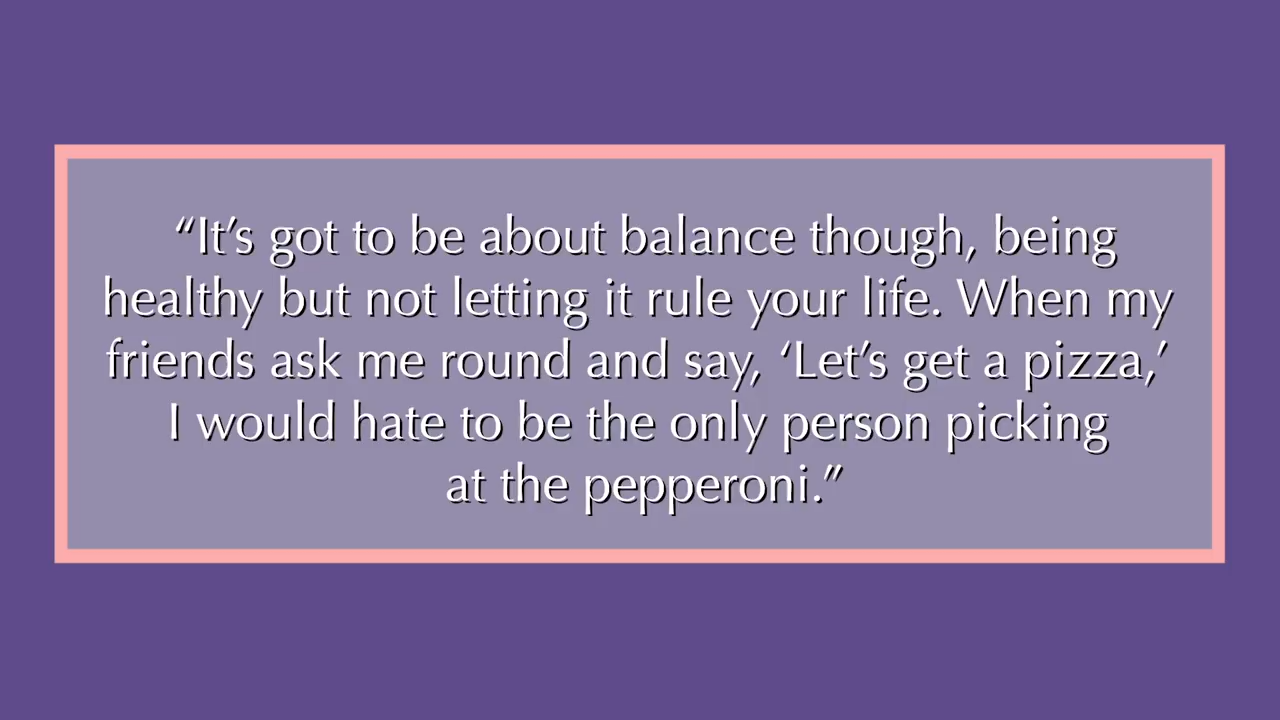 “It’s got to be about balance though, being
healthy but not letting it rule your life. When my
friends ask me round and say, ‘Let’s get a pizza,’
I would hate to be the only person picking
at the pepperoni.”